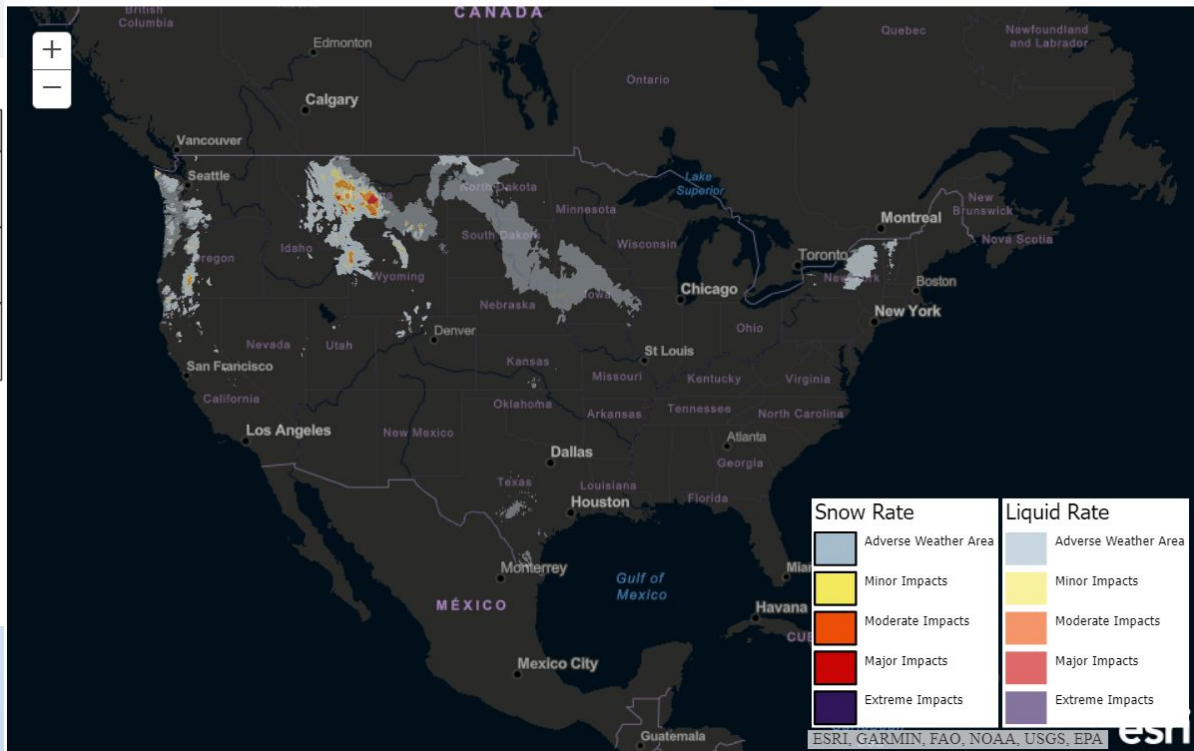 British
Columbia
CANADA
Quebec
Newfoundland
and Labrador
+
−
Edmonton
Ontario
Calgary
Vancouver
Seattle
Lake
Superior
North Dakota
Minnesota
Montreal
New
Brunswick
Nova Scotia
South Dakota
Wisconsin
Idaho
Oregon
Wyoming
Toronto
New York
Boston
Chicago
Iowa
Nebraska
New York
Ohio
Nevada
Utah
Denver
St Louis
San Francisco
Kansas
Missouri
Kentucky
Virginia
California
Oklahoma
Arkansas
Tennessee
North Carolina
Los Angeles
New Mexico
Atlanta
Dallas
Georgia
Texas
Louisiana
Houston
Florida
Monterrey
Gulf of
Mexico
MÉXICO
Mexico City
Guatemala
Havana
Snow Rate
Adverse Weather Area
Minor Impacts
Moderate Impacts
Major Impacts
Extreme Impacts
Liquid Rate
Adverse Weather Area
Minor Impacts
Moderate Impacts
Major Impacts
Extreme Impacts
ESRI, GARMIN, FAO, NOAA, USGS, EPA
esri